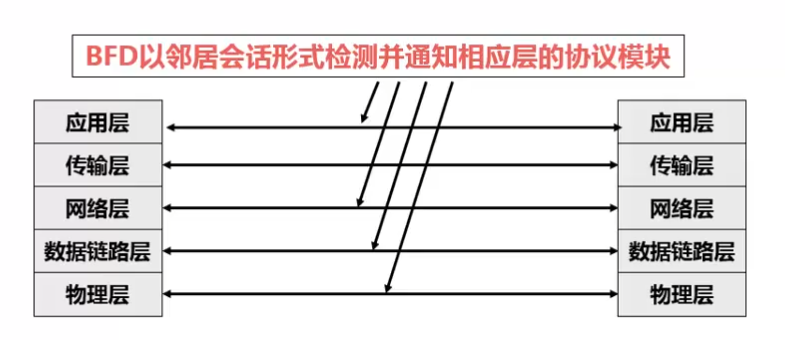 BFD以邻居会话形式检测并通知相应层的协议模块
应用层
应用层
传输层
传输层
网络层
网络层
数据链路层
数据链路层
物理层
物理层